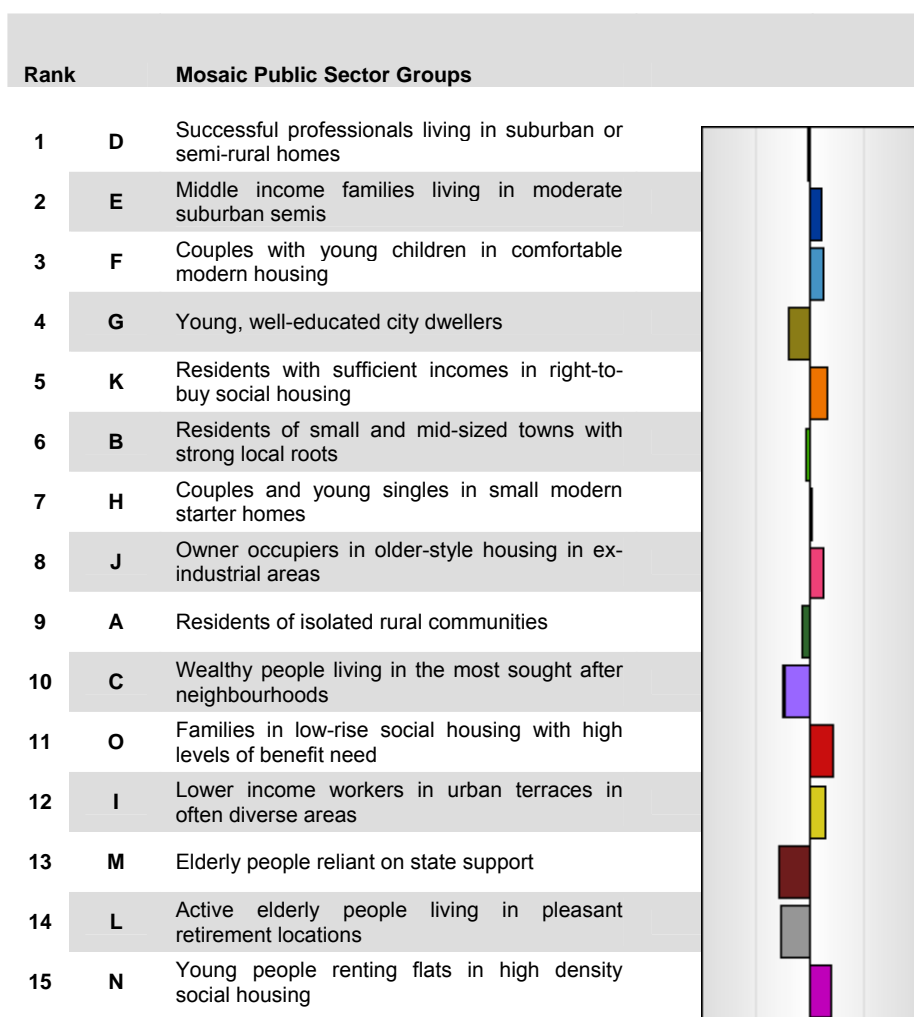 Rank Mosaic Public Sector Groups
1 D Successful professionals living in suburban or
semi-rural homes
2 E Middle income families living in moderate
suburban semis
3 F Couples with young children in comfortable
modern housing
4 G Young, well-educated city dwellers
5 K Residents with sufficient incomes in right-to-
buy social housing
6 B Residents of small and mid-sized towns with
strong local roots
7 H Couples and young singles in small modern
starter homes
8 J Owner occupiers in older-style housing in ex-
industrial areas
9 A Residents of isolated rural communities
10 C Wealthy people living in the most sought after
neighbourhoods
11 O Families in low-rise social housing with high
levels of benefit need
12 I Lower income workers in urban terraces in
often diverse areas
13 M Elderly people reliant on state support
14 L Active elderly people living in pleasant
retirement locations
15 N Young people renting flats in high density
social housing